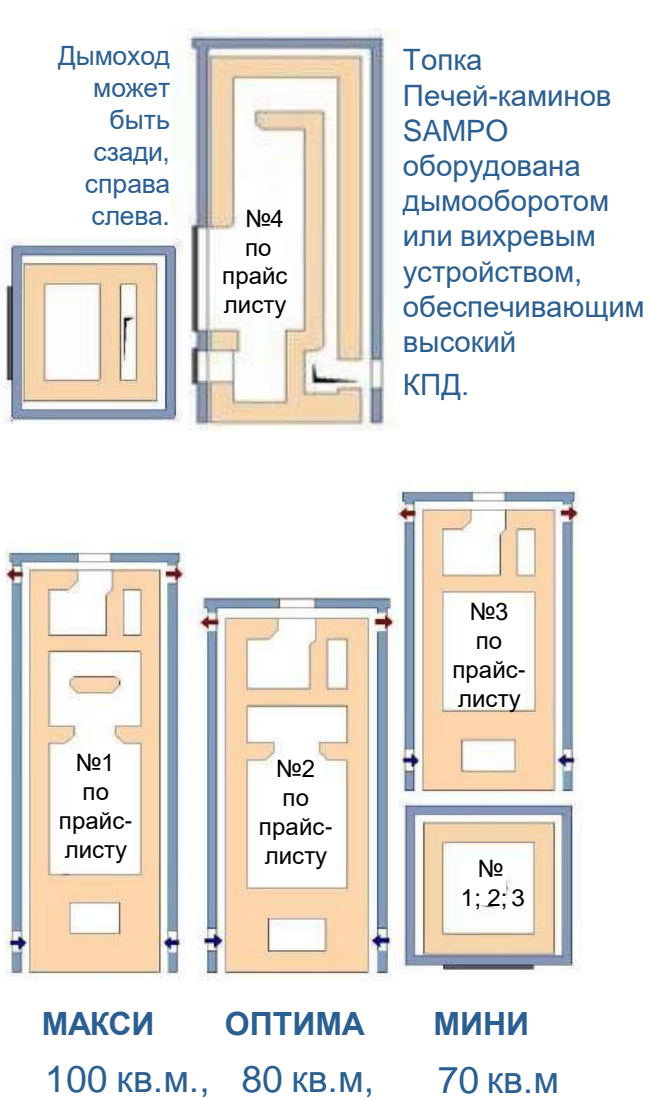 Дымоход
может
быть
сзади,
справа
слева.
Топка
Печей-каминов
SAMPO
оборудована
дымооборотом
или вихревым
устройством,
обеспечивающим
высокий
КПД.
№4
по
прайс
листу
№3
по
прайс-
листу
№1
по
прайс-
листу
№2
по
прайс-
листу
№
1; 2; 3
МАКСИ ОПТИМА МИНИ
100 кв.м., 80 кв.м, 70 кв.м